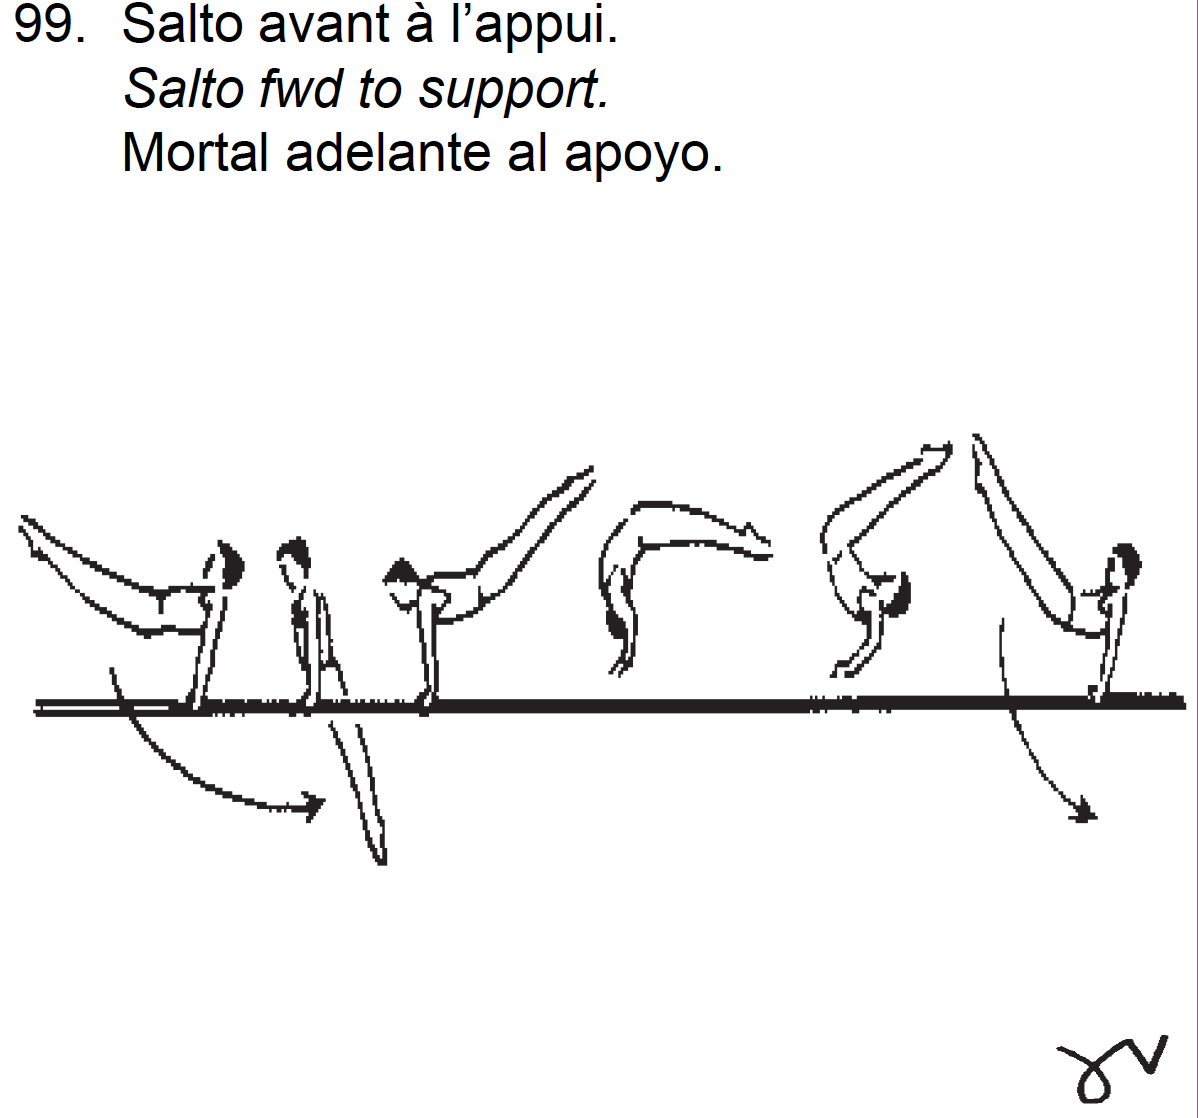 99. Salto avant à l’appui.
Salto fwd to support.
Mortal adelante al apoyo.